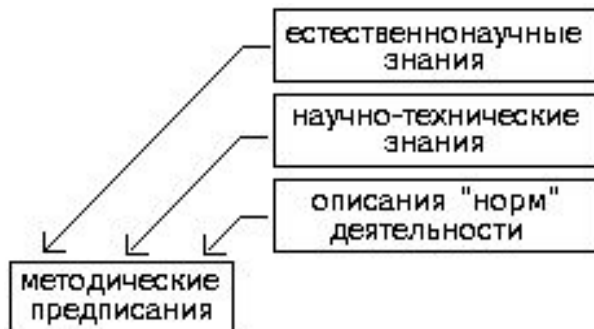 естественнонаучные
знания
научно-технические
знания
описания "норм"
деятельности
методические
предписания